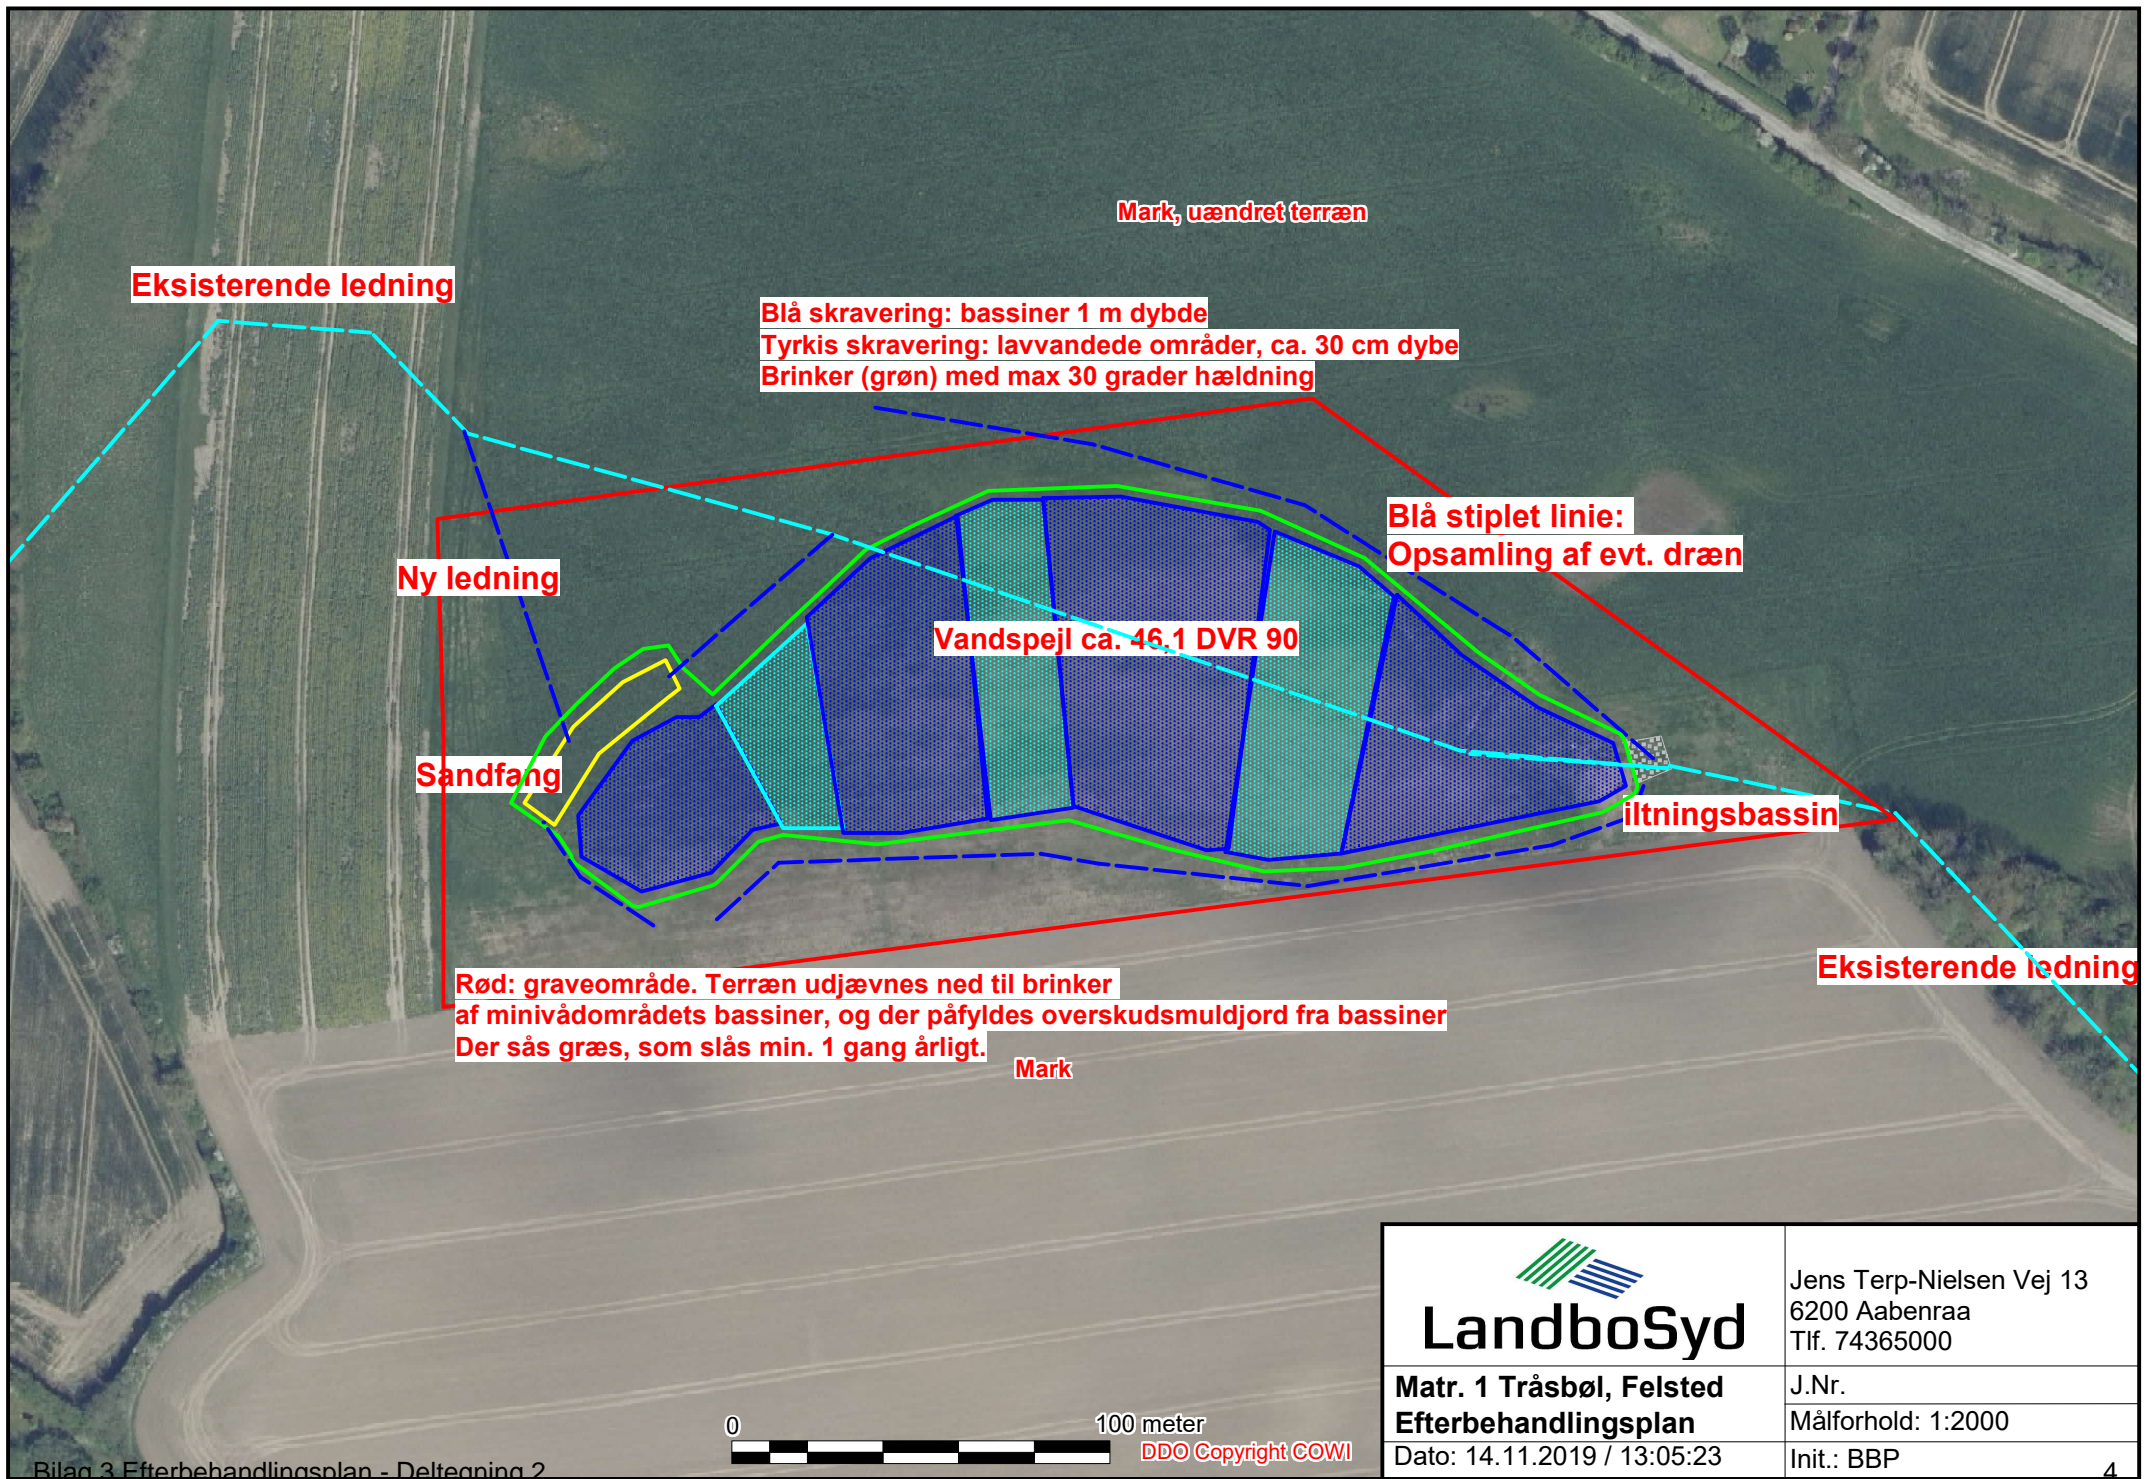 Mark, uændret terræn
Eksisterende ledning
Blå skravering: bassiner 1 m dybde
Tyrkis skravering: lavvandede områder, ca. 30 cm dybe
Brinker (grøn) med max 30 grader hældning
Blå stiplet linie:
Opsamling af evt. dræn
Ny ledning
Vandspejl ca. 46,1 DVR 90
Sandfang
iltningsbassin
Eksisterende ledning
Rød: graveområde. Terræn udjævnes ned til brinker
af minivådområdets bassiner, og der påfyldes overskudsmuldjord fra bassiner
Der sås græs, som slås min. 1 gang årligt.
Mark
0 100 meter
DDO Copyright COWI
LandboSyd
Jens Terp-Nielsen Vej 13
6200 Aabenraa
Tlf. 74365000
Matr. 1 Tråsbøl, Felsted
Efterbehandlingsplan
J.Nr.
Målforhold: 1:2000
Dato: 14.11.2019 / 13:05:23
Init.: BBP
Bilag 3 Efterbehandlingsplan - Deltegning 2
4